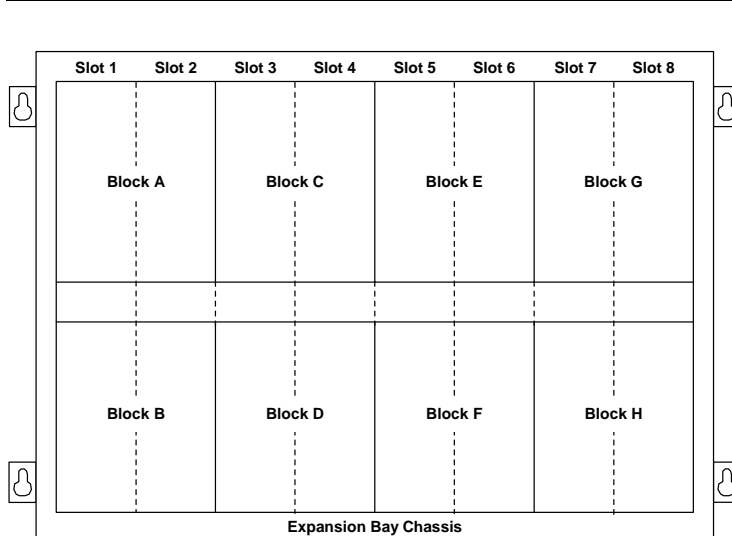 Slot 1 Slot 2 Slot 3 Slot 4 Slot 5 Slot 6 Slot 7 Slot 8
Block A Block C Block E Block G
Block B Block D Block F Block H
Expansion Bay Chassis